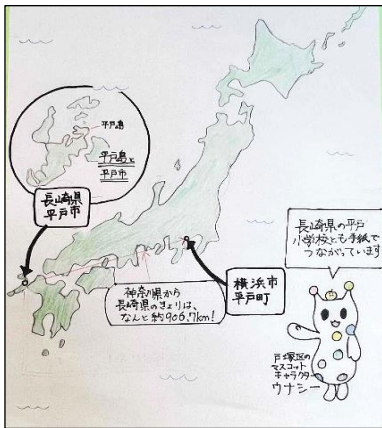 平戸島
平戸島と
平戸市
長崎県
平戸市
神奈川県から
長崎県のきょりは、
なんと約906.7km!
横浜市
平戸町
長崎県の平戸
小学校とも手紙で
つながっています
戸塚区の
マスコット
キャラクター
ウナシー